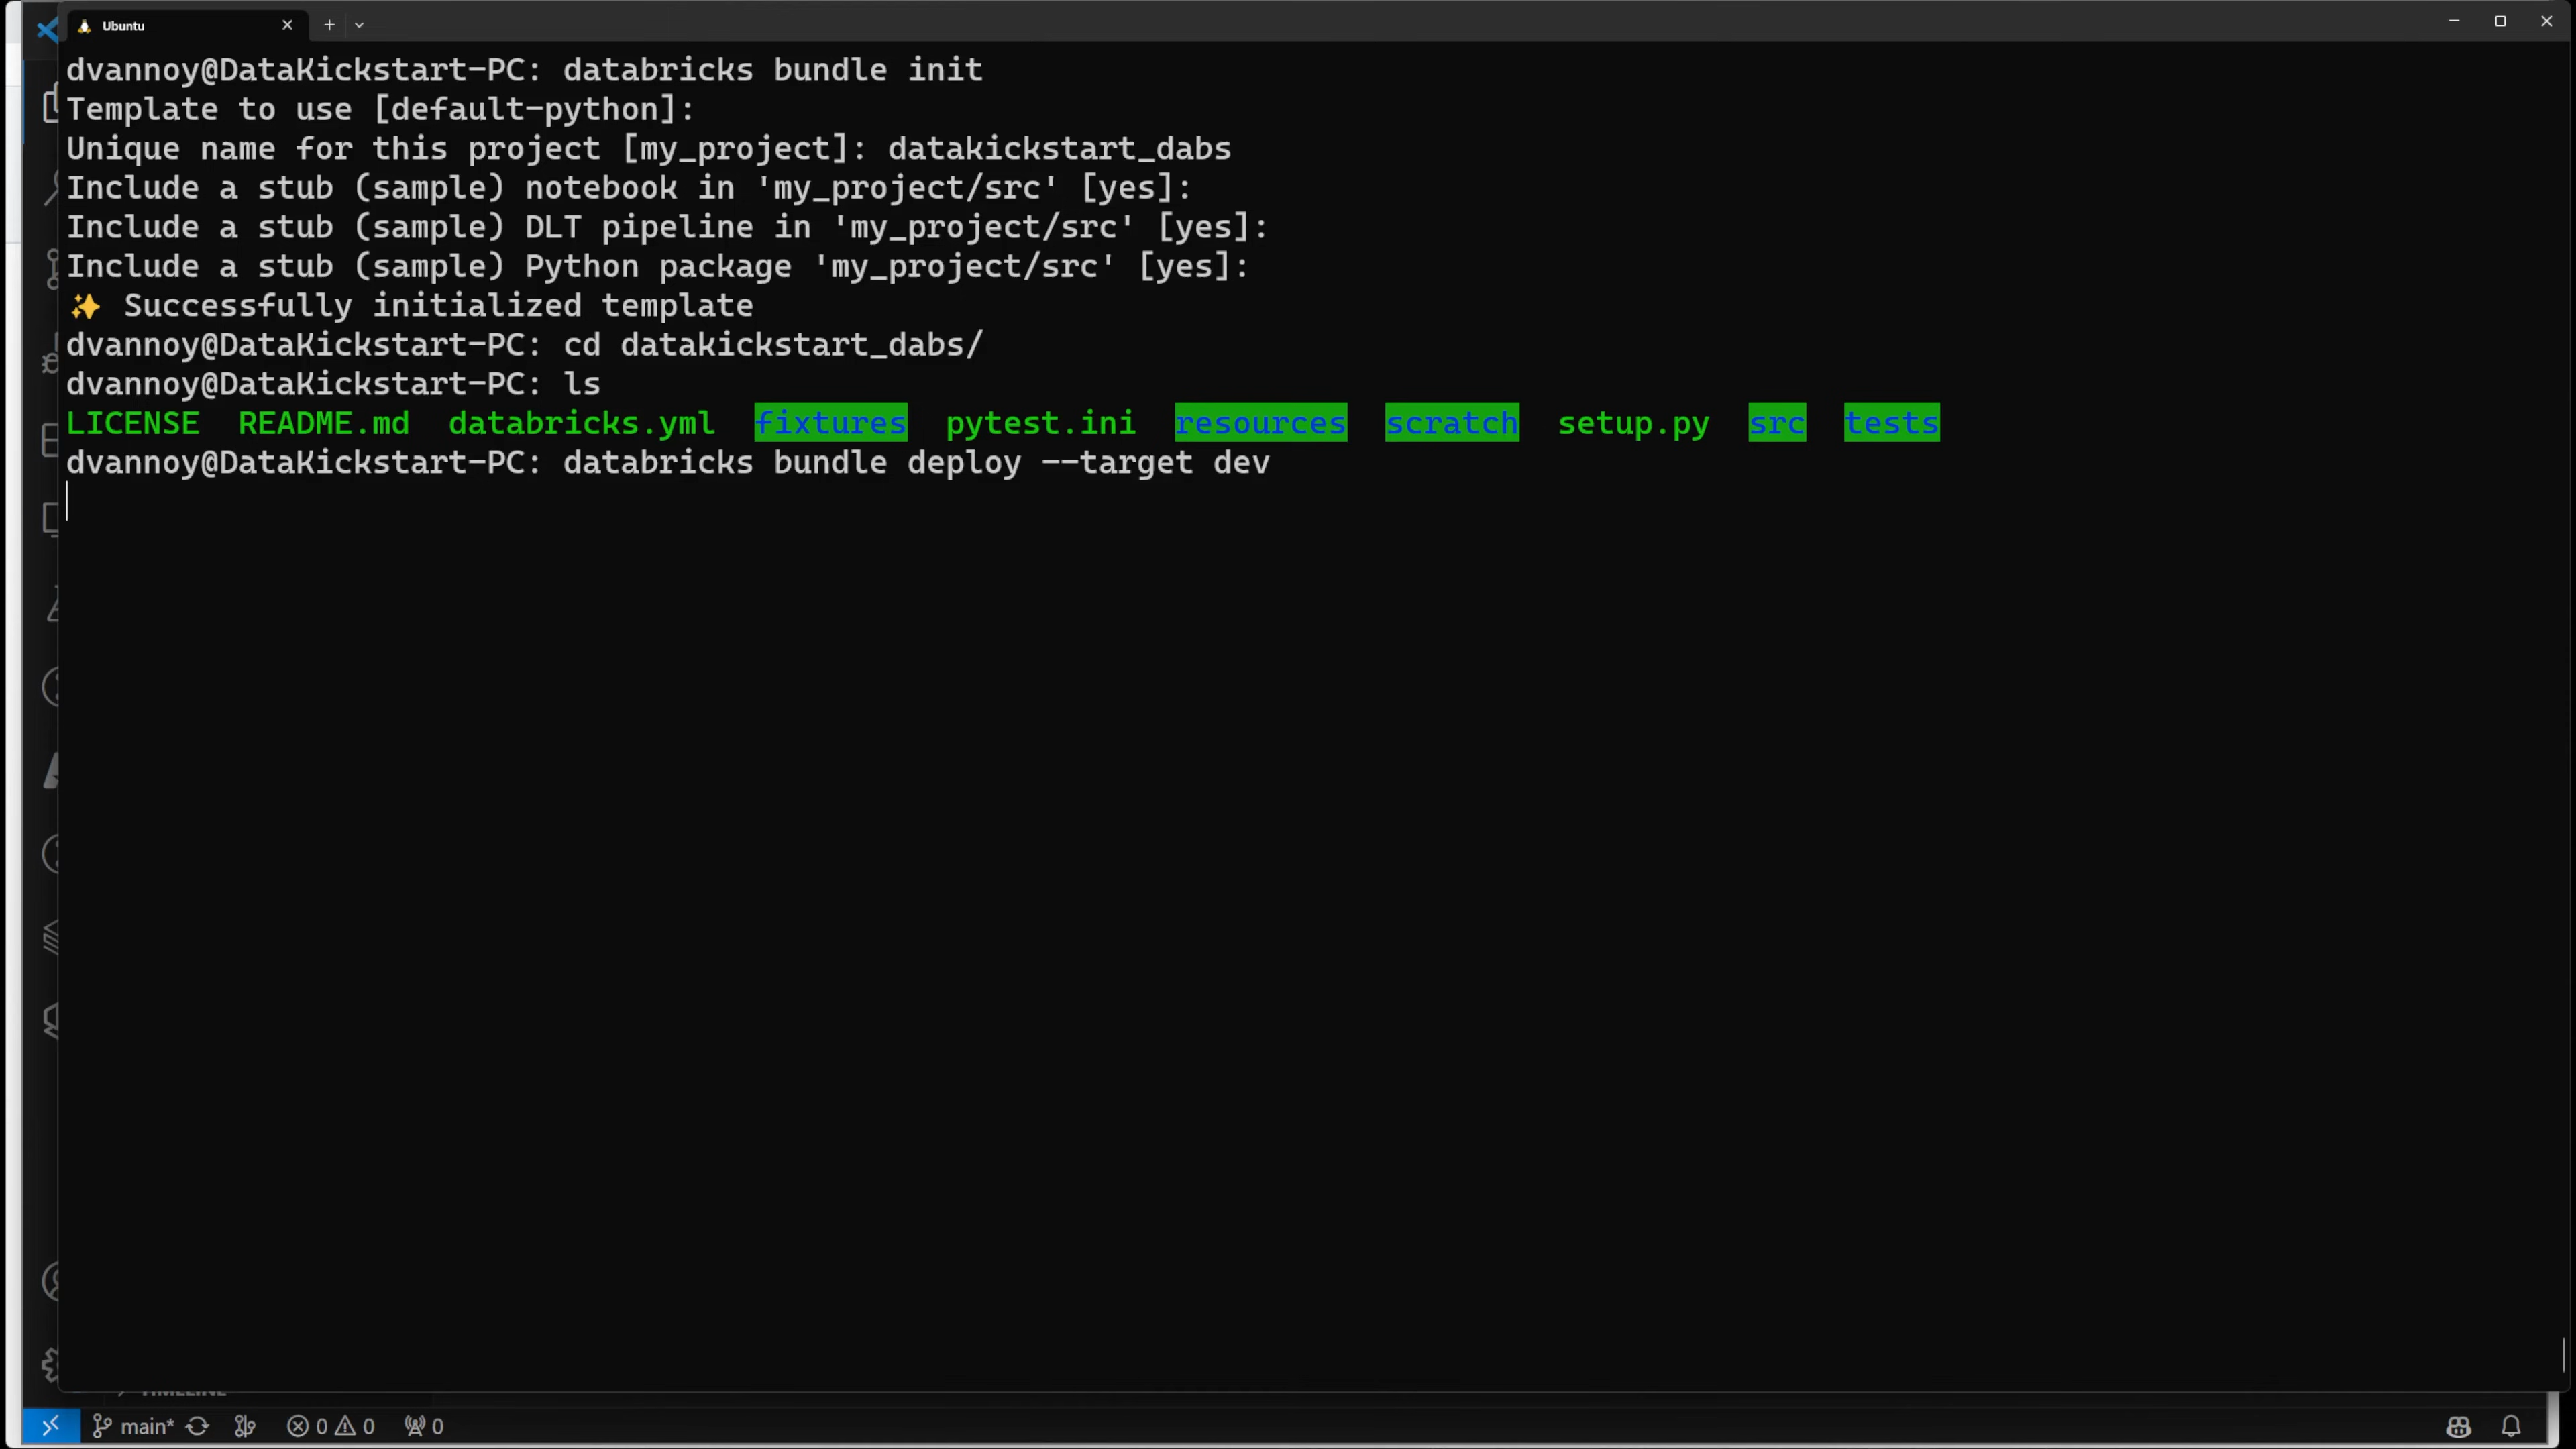 Ubuntu
dvannoy@DataKickstart-PC: databricks bundle init
Template to use [default-python]:
Unique name for this project [my_project]: datakickstart_dabs
Include a stub (sample) notebook in 'my_project/src' [yes]:
Include a stub (sample) DLT pipeline in 'my_project/src' [yes]:
Include a stub (sample) Python package 'my_project/src' [yes]:
✨ Successfully initialized template
dvannoy@DataKickstart-PC: cd datakickstart_dabs/
dvannoy@DataKickstart-PC: ls
LICENSE README.md databricks.yml fixtures pytest.ini resources scratch setup.py src tests
dvannoy@DataKickstart-PC: databricks bundle deploy --target dev
TIMELINE
main* 0 0 0